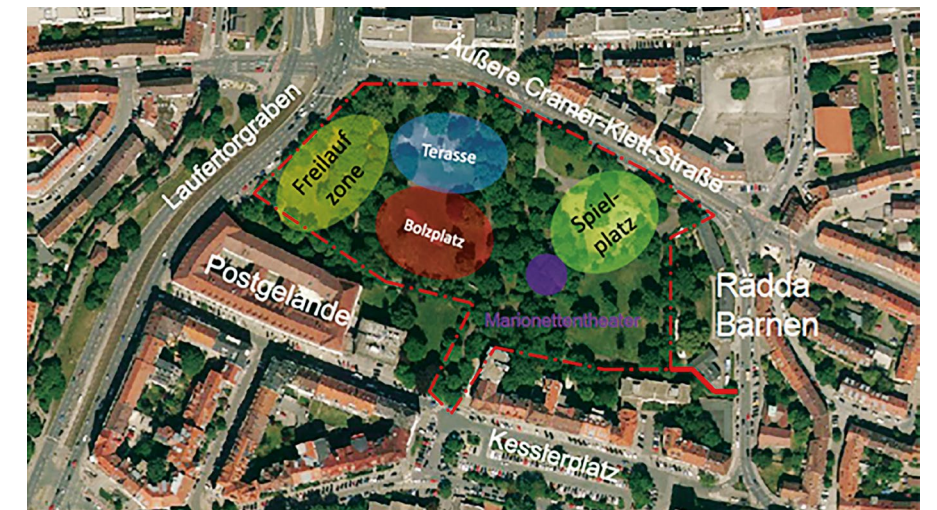 Äußere Cramer-Klett-Straße
Laufertorgraben
Freilauf
zone
Terasse
Bolzplatz
Spiel-
platz
Postgelände
Rädda
Barnen
Marionettentheater
Kesslerplatz